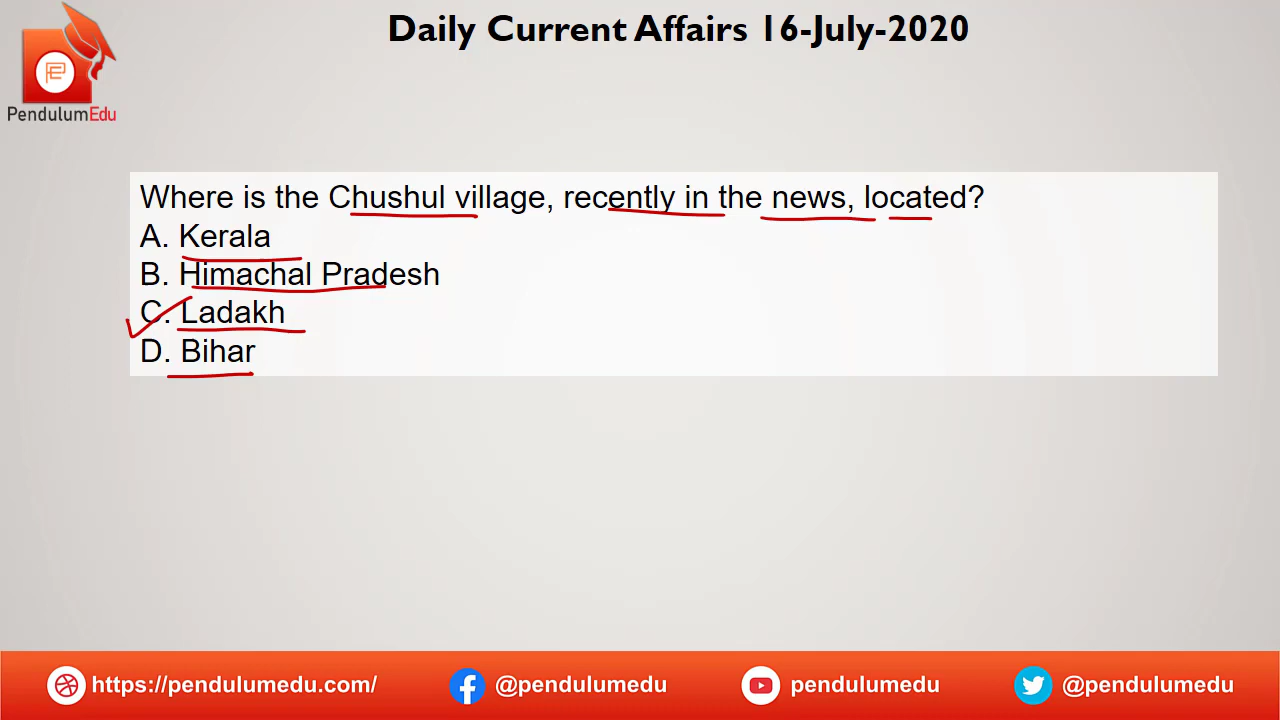 Daily Current Affairs 16-July-2020
PendulumEdu
Where is the Chushul village, recently in the news, located?
A. Kerala
B. Himachal Pradesh
C. Ladakh
D. Bihar
https://pendulumedu.com/ @pendulumedu pendulumedu @pendulumedu